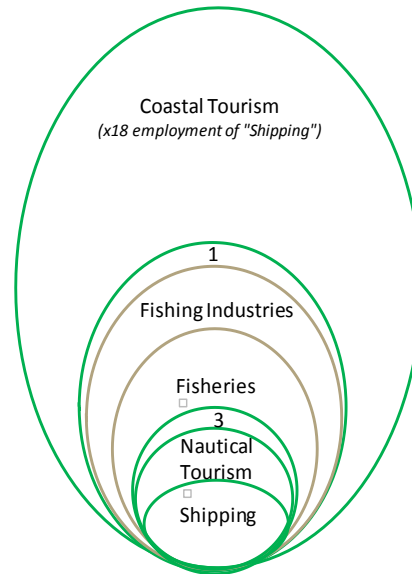 Coastal Tourism
(x18 employment of "Shipping")
1
Fishing Industries
Fisheries
3
Nautical
Tourism
Shipping